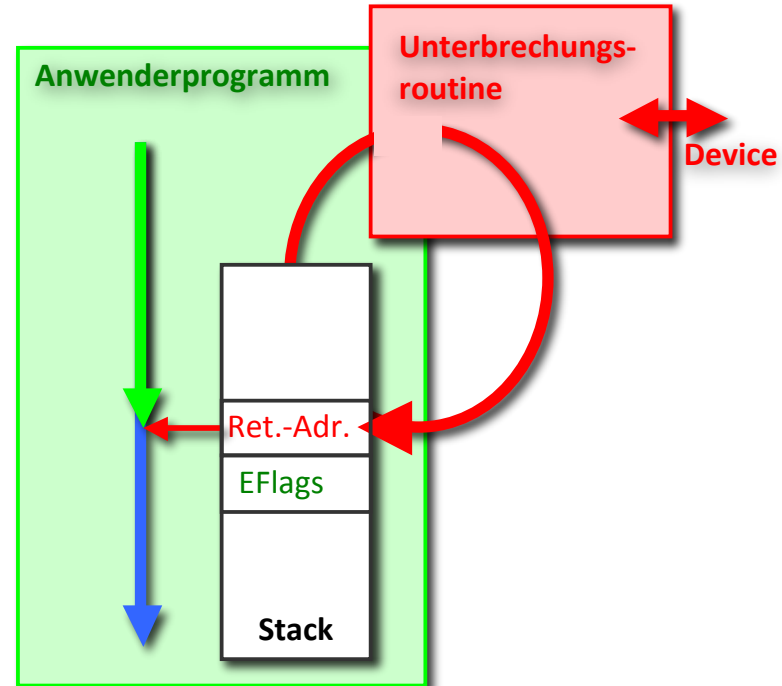 Anwenderprogramm
Unterbrechungs-
routine
Device
Ret.-Adr.
EFlags
Stack